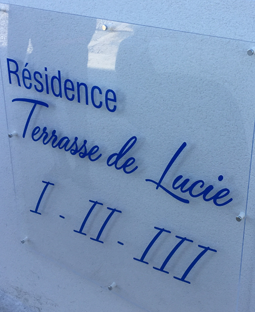 Résidence
Terrasse de Lucie
I - II - III